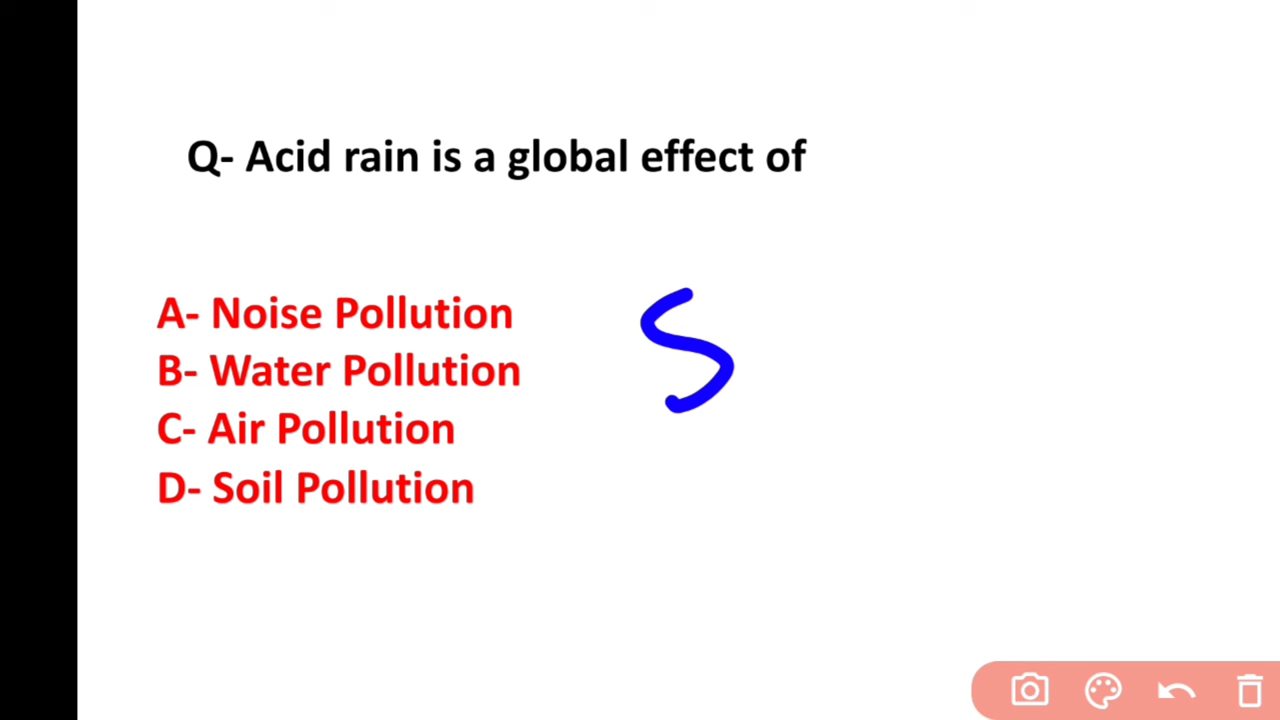 Q- Acid rain is a global effect of
A- Noise Pollution
S
B- Water Pollution
C- Air Pollution
D- Soil Pollution